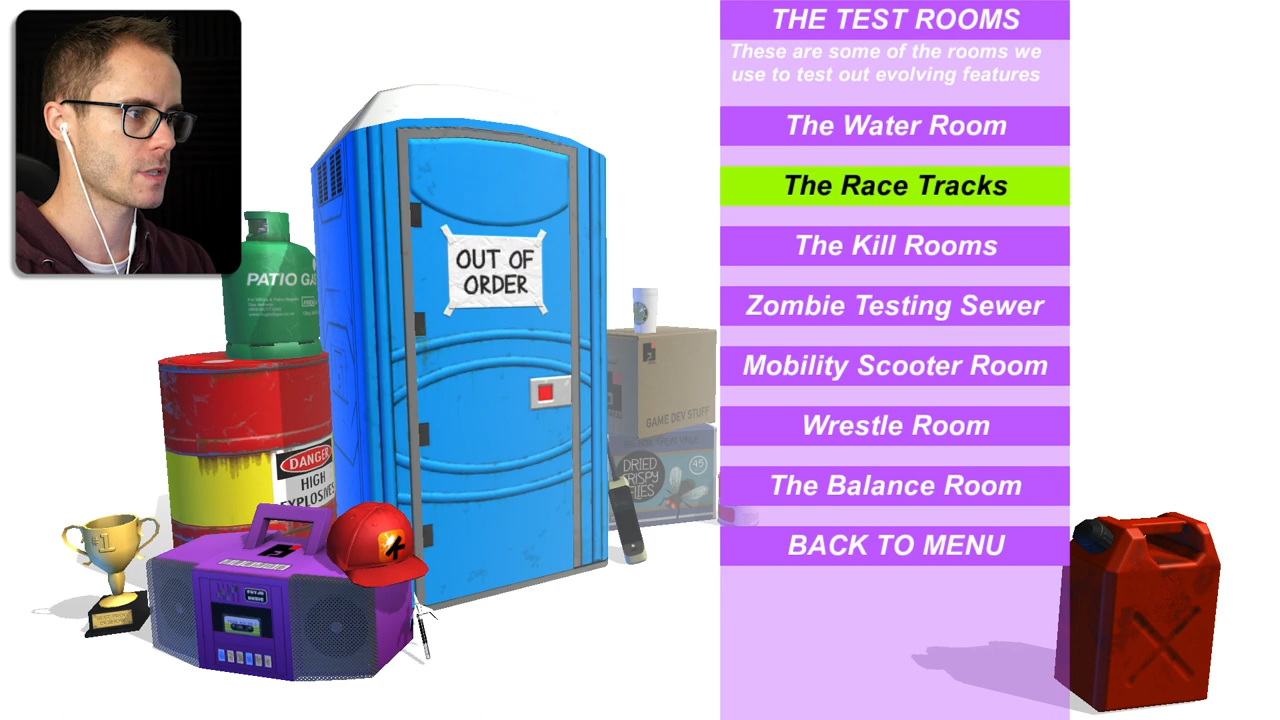 THE TEST ROOMS
These are some of the rooms we
use to test out evolving features
The Water Room
The Race Tracks
The Kill Rooms
Zombie Testing Sewer
Mobility Scooter Room
Wrestle Room
The Balance Room
BACK TO MENU
OUT OF
ORDER
PATIO GAS
DANGER
HIGH
EXPLOSIVES
GAME DEV STUFF
DRIED
KRISPY
FLIES
45
#1